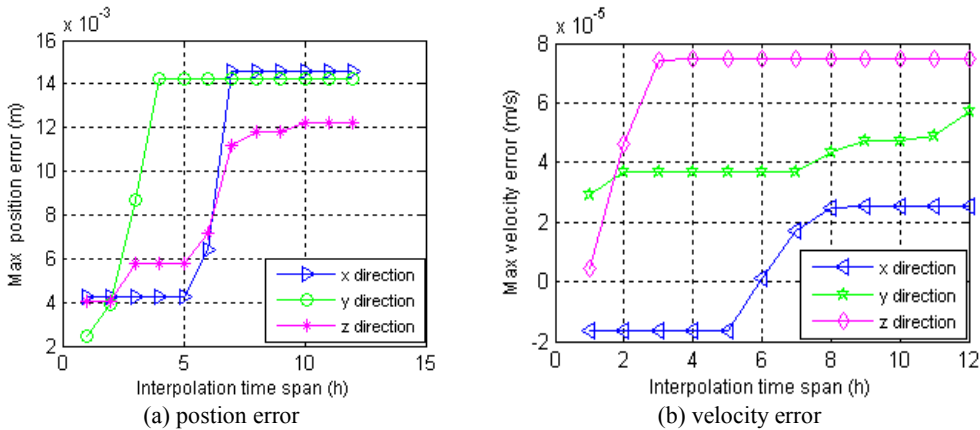 x 10^-3
16
14
12
10
8
6
4
2
0
5
10
15
Max position error (m)
Interpolation time span (h)
x direction
y direction
z direction
(a) postion error
x 10^-5
8
6
4
2
0
-2
0
2
4
6
8
10
12
Max velocity error (m/s)
Interpolation time span (h)
x direction
y direction
z direction
(b) velocity error